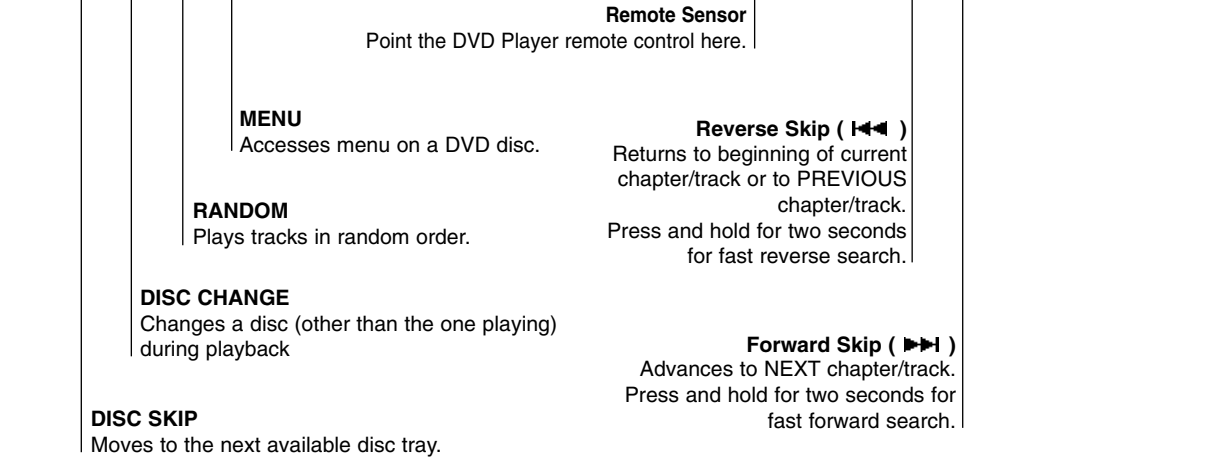 Remote Sensor
Point the DVD Player remote control here.
MENU
Accesses menu on a DVD disc.
Reverse Skip ( ⏮ )
Returns to beginning of current
chapter/track or to PREVIOUS
chapter/track.
Press and hold for two seconds
for fast reverse search.
RANDOM
Plays tracks in random order.
DISC CHANGE
Changes a disc (other than the one playing)
during playback
Forward Skip ( ⏭ )
Advances to NEXT chapter/track.
Press and hold for two seconds for
fast forward search.
DISC SKIP
Moves to the next available disc tray.